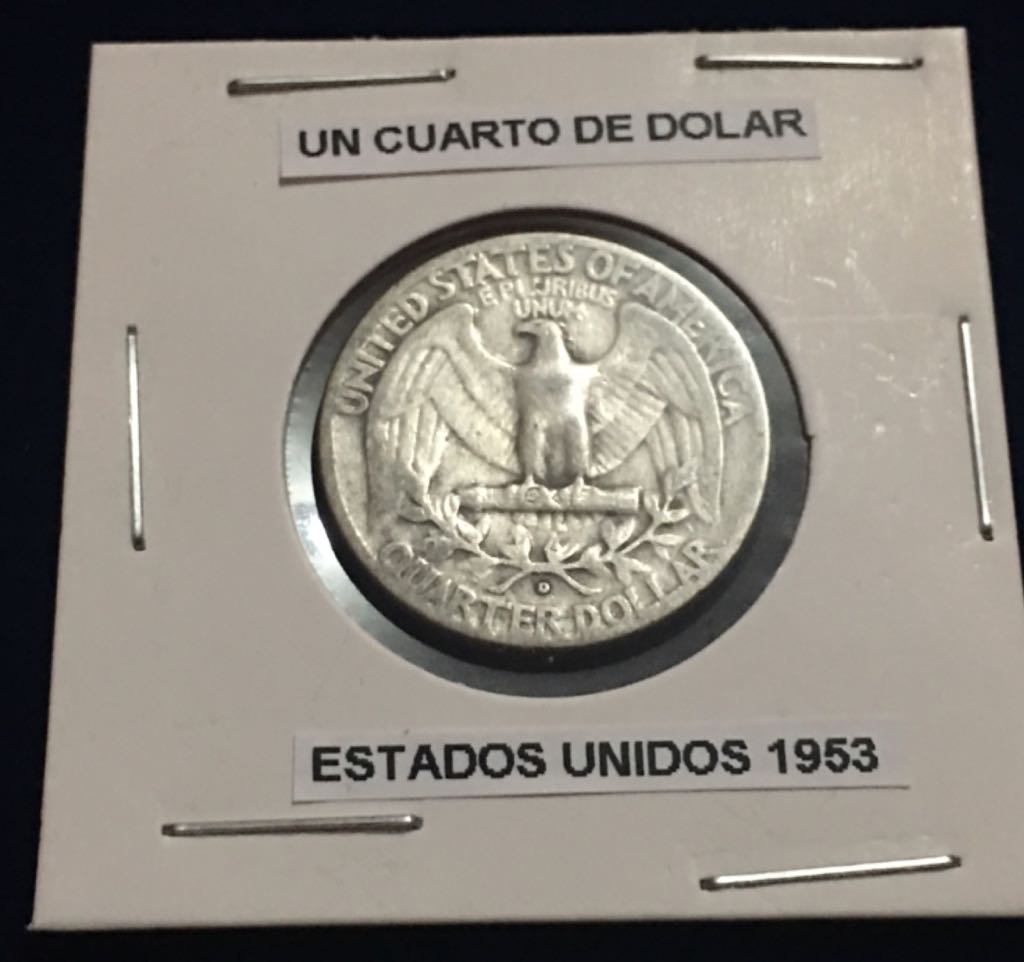 UN CUARTO DE DOLAR
UNITED STATES OF AMERICA
E PLURIBUS
UNUM
D
QUARTER DOLLAR
ESTADOS UNIDOS 1953